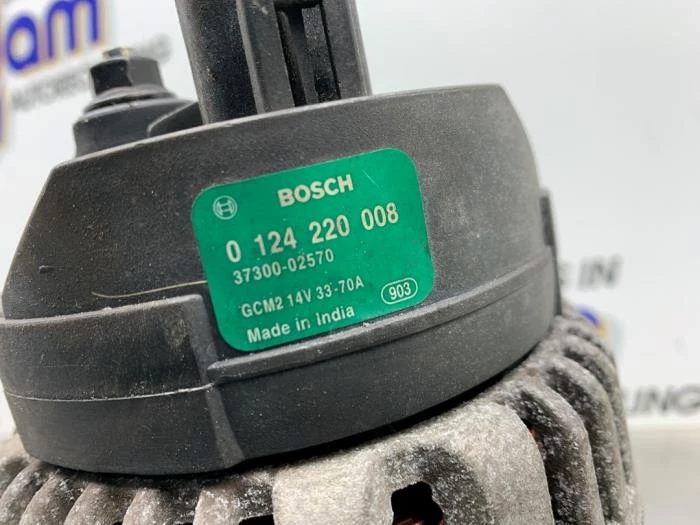 BOSCH
0 124 220 008
37300-02570
GCM2 14V 33-70A 903
Made in india